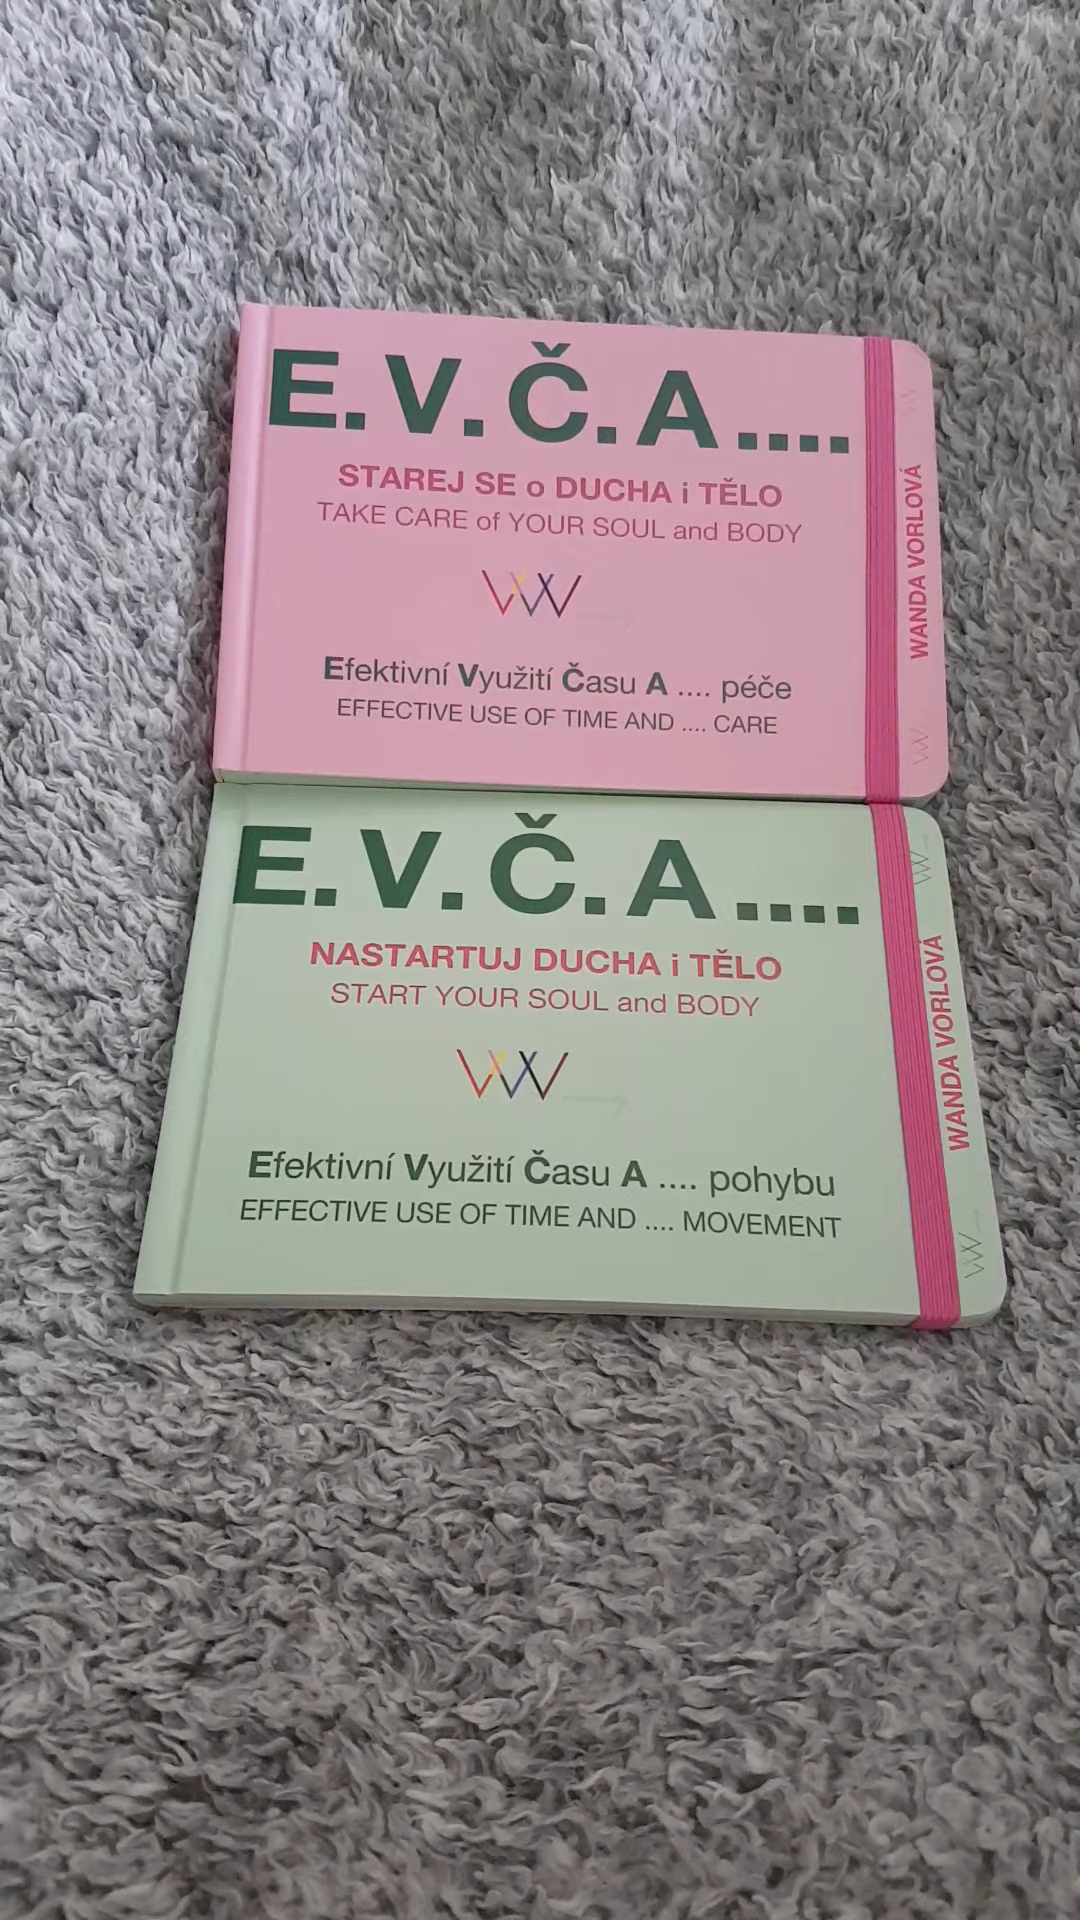 E.V.Č.A....
STAREJ SE o DUCHA i TĚLO
TAKE CARE of YOUR SOUL and BODY
Efektivní Využití Času A .... péče
EFFECTIVE USE OF TIME AND .... CARE
WANDA VORLOVÁ
E.V.Č.A....
NASTARTUJ DUCHA i TĚLO
START YOUR SOUL and BODY
Efektivní Využití Času A .... pohybu
EFFECTIVE USE OF TIME AND .... MOVEMENT
WANDA VORLOVÁ